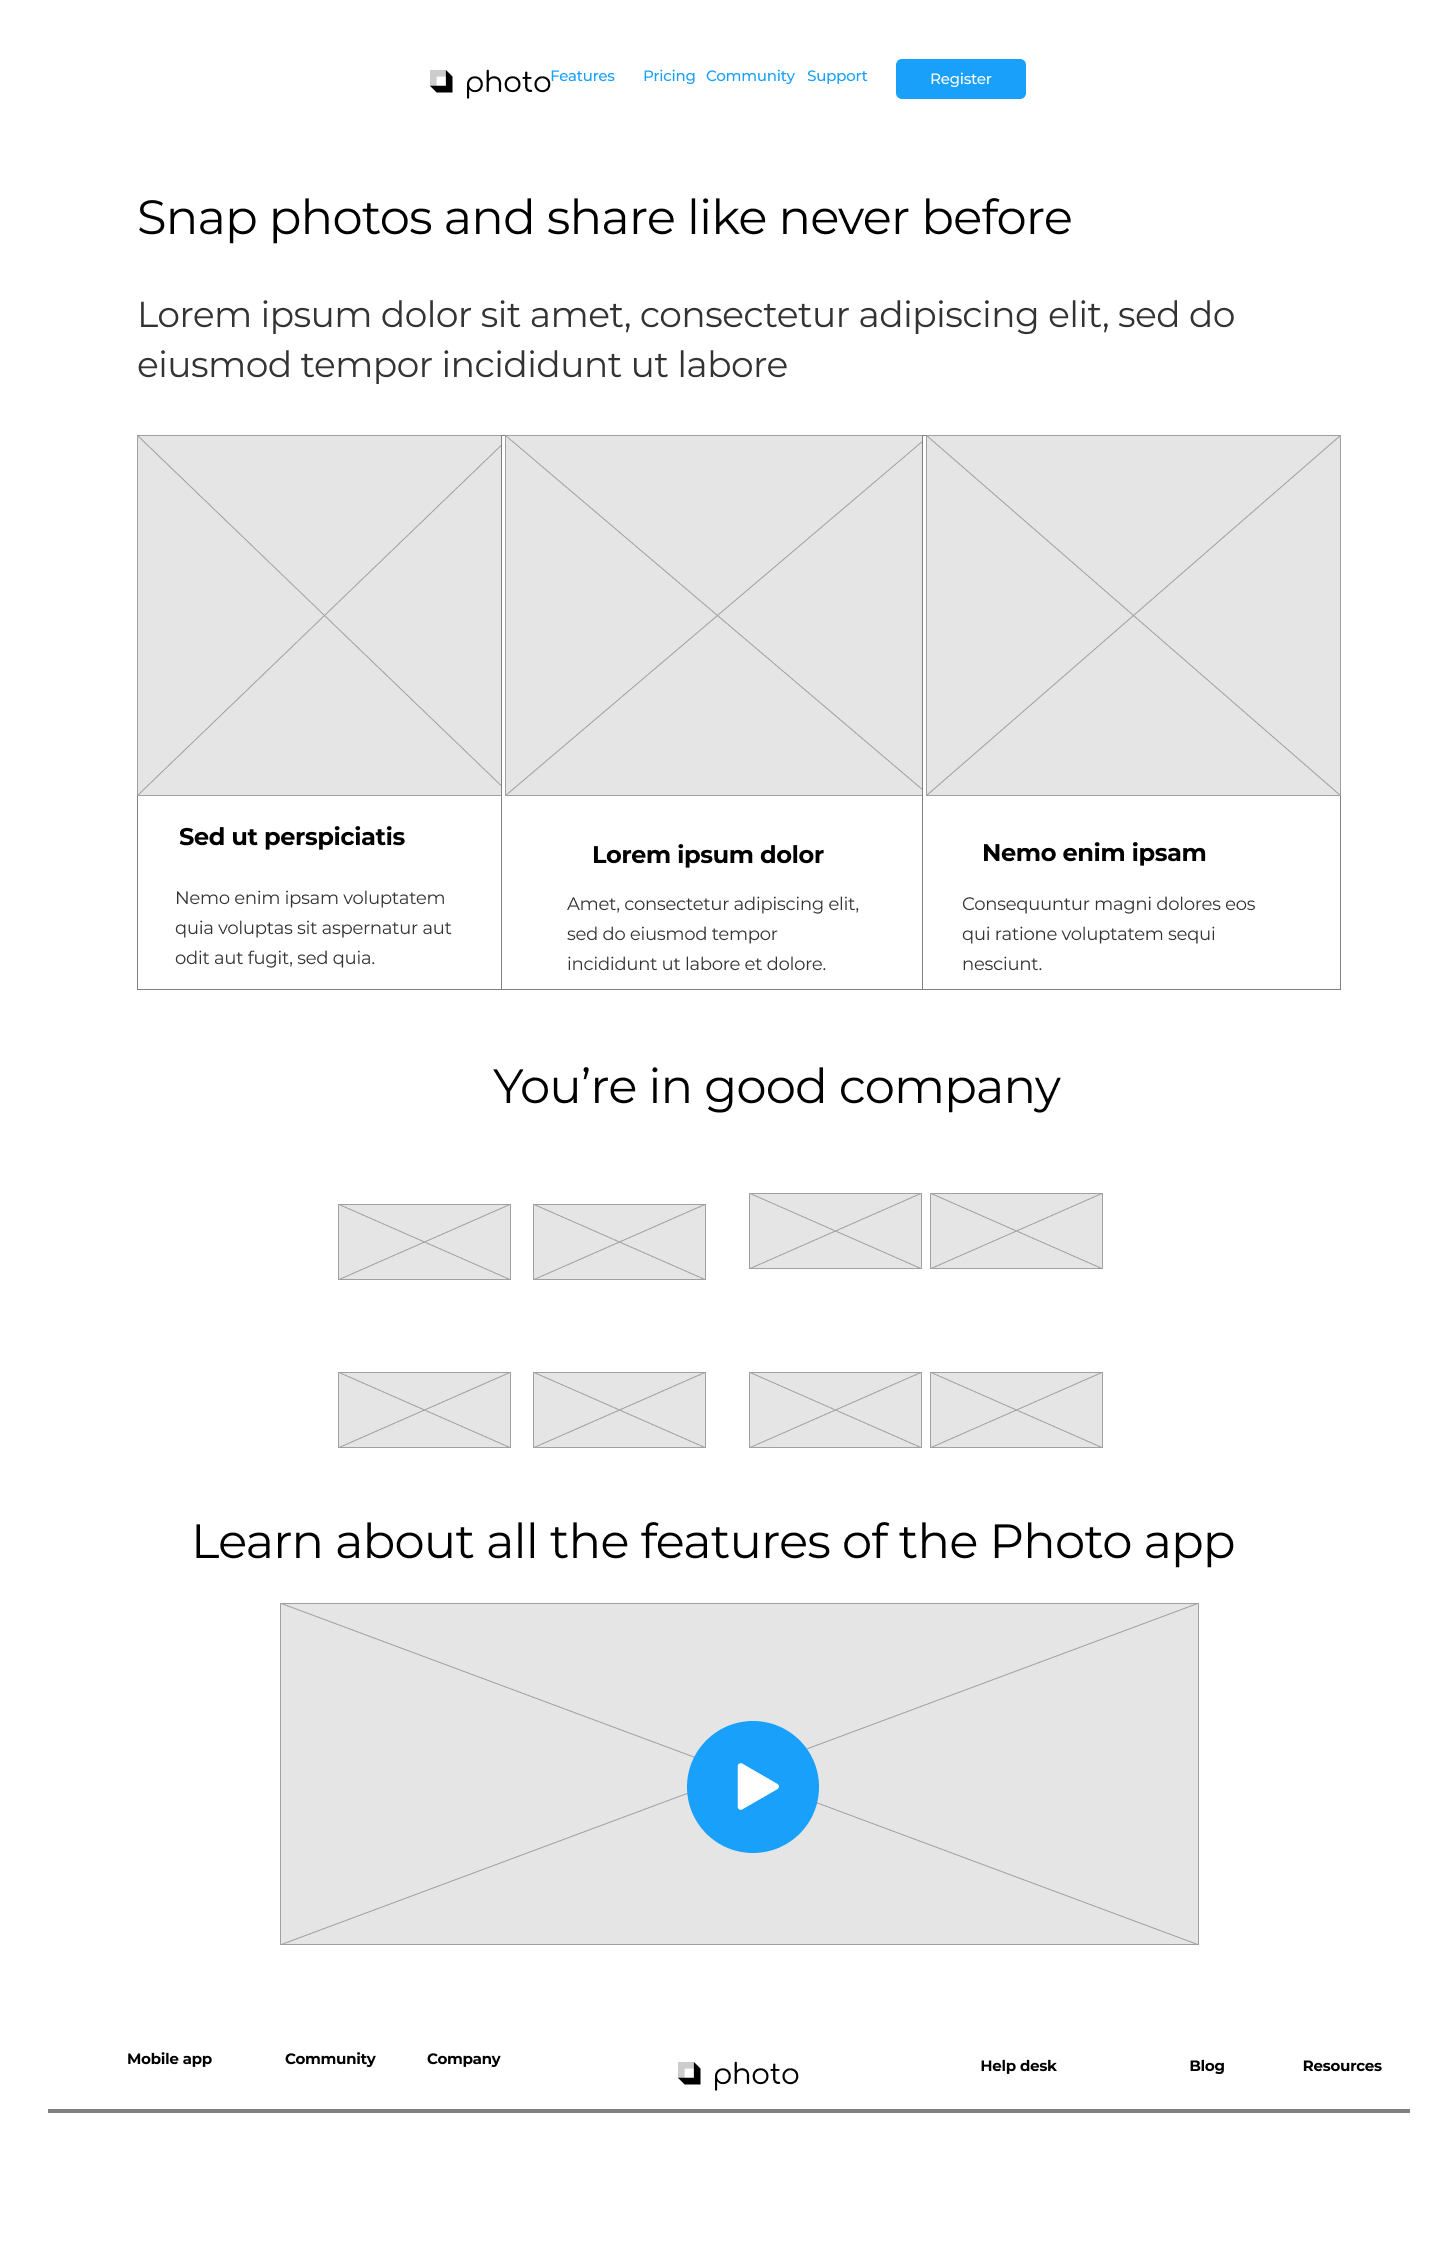 photo Features Pricing Community Support Register
Snap photos and share like never before
Lorem ipsum dolor sit amet, consectetur adipiscing elit, sed do
eiusmod tempor incididunt ut labore
Sed ut perspiciatis
Nemo enim ipsam voluptatem
quia voluptas sit aspernatur aut
odit aut fugit, sed quia.
Lorem ipsum dolor
Amet, consectetur adipiscing elit,
sed do eiusmod tempor
incididunt ut labore et dolore.
Nemo enim ipsam
Consequuntur magni dolores eos
qui ratione voluptatem sequi
nesciunt.
You’re in good company
Learn about all the features of the Photo app
Mobile app Community Company photo Help desk Blog Resources